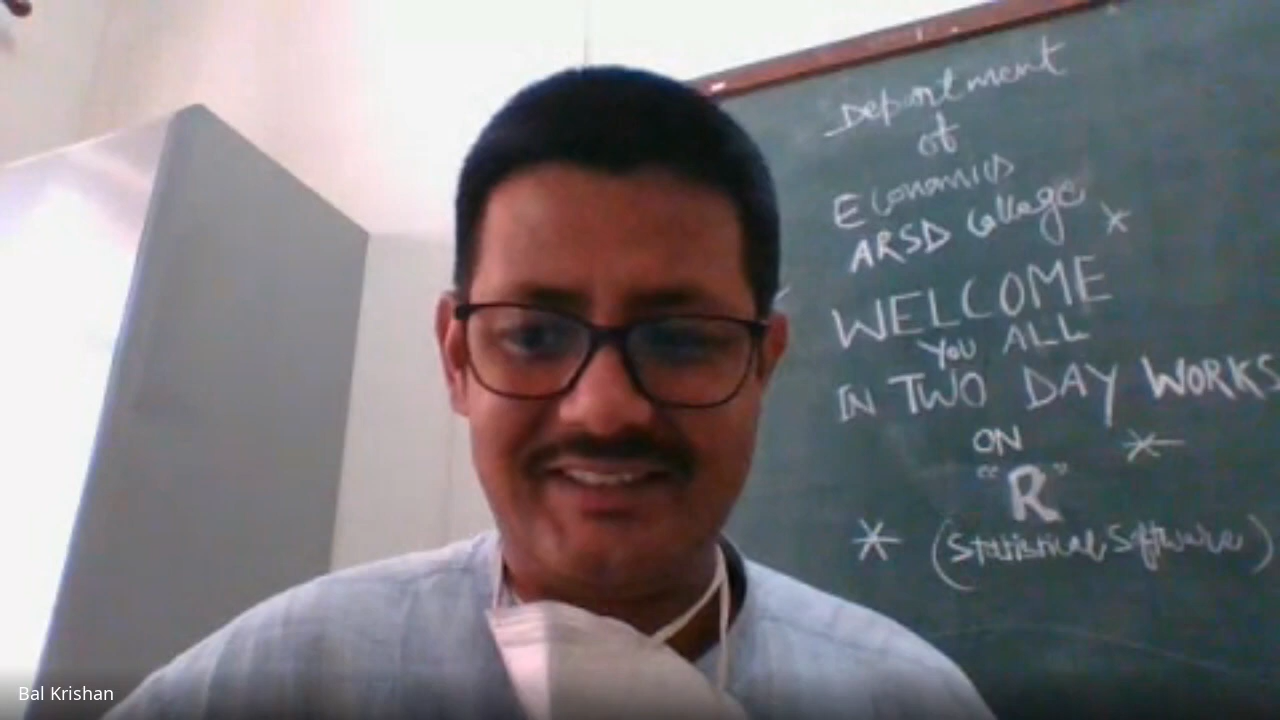 Department
of
Economics
ARSD College
WELCOME
You ALL
IN TWO DAY WORKS
ON
"R"
(Statistical Software)
Bal Krishan